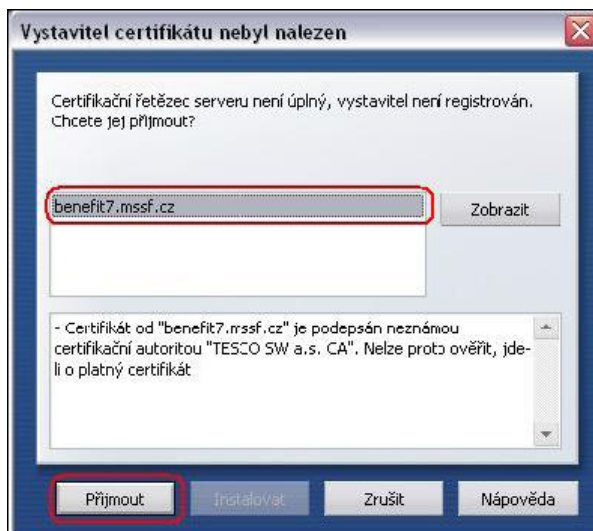 Vystavitel certifikátu nebyl nalezen
Certifikační řetězec serveru není úplný, vystavitel není registrován.
Chcete jej přijmout?
benefit7.mssf.cz
Zobrazit
- Certifikát od "benefit7.mssf.cz" je podepsán neznámou
certifikační autoritou "TESCO SW a.s. CA". Nelze proto ověřit, jde-
li o platný certifikát
Přijmout
Instalovat
Zrušit
Nápověda